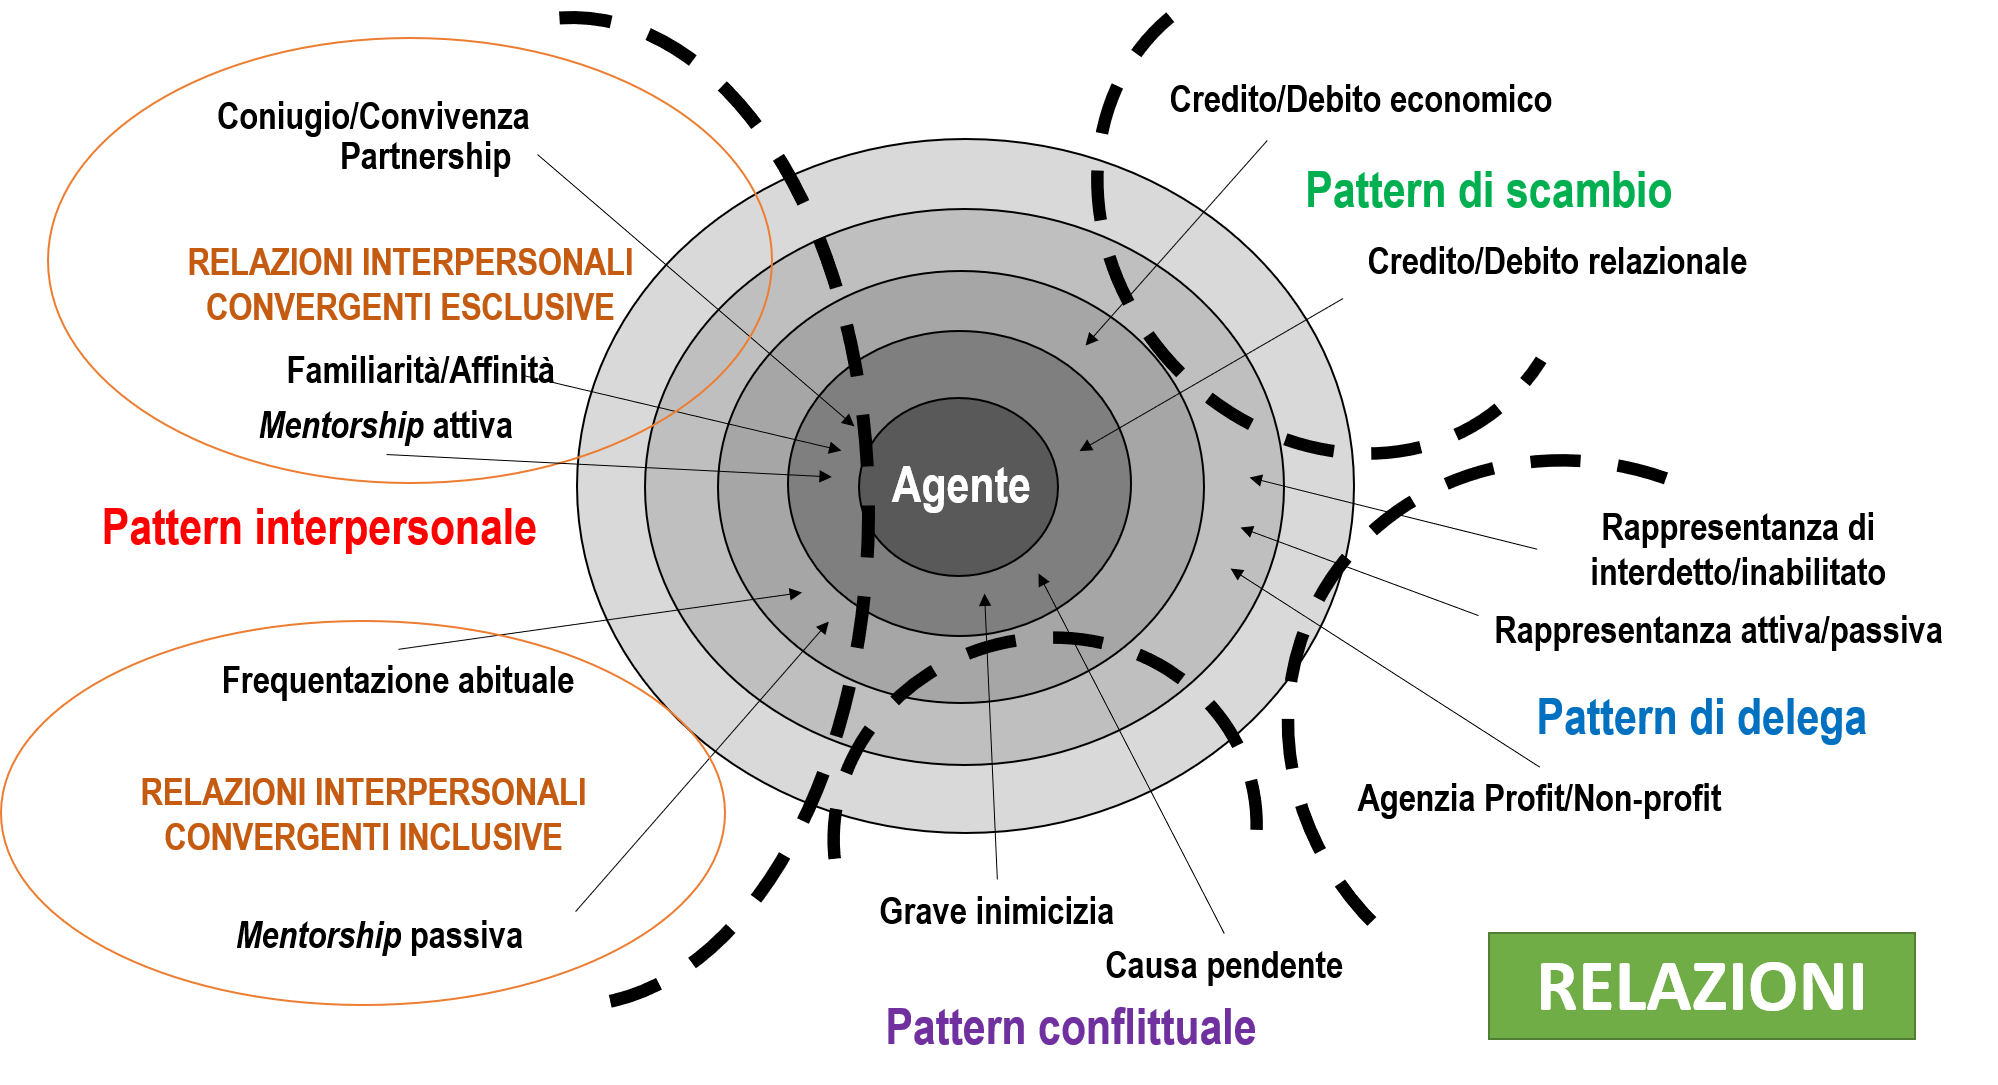 Coniugio/Convivenza
Partnership
RELAZIONI INTERPERSONALI
CONVERGENTI ESCLUSIVE
Familiarità/Affinità
Mentorship attiva
Pattern interpersonale
Frequentazione abituale
RELAZIONI INTERPERSONALI
CONVERGENTI INCLUSIVE
Mentorship passiva
Agente
Credito/Debito economico
Pattern di scambio
Credito/Debito relazionale
Rappresentanza di
interdetto/inabilitato
Rappresentanza attiva/passiva
Pattern di delega
Agenzia Profit/Non-profit
Grave inimicizia
Causa pendente
Pattern conflittuale
RELAZIONI